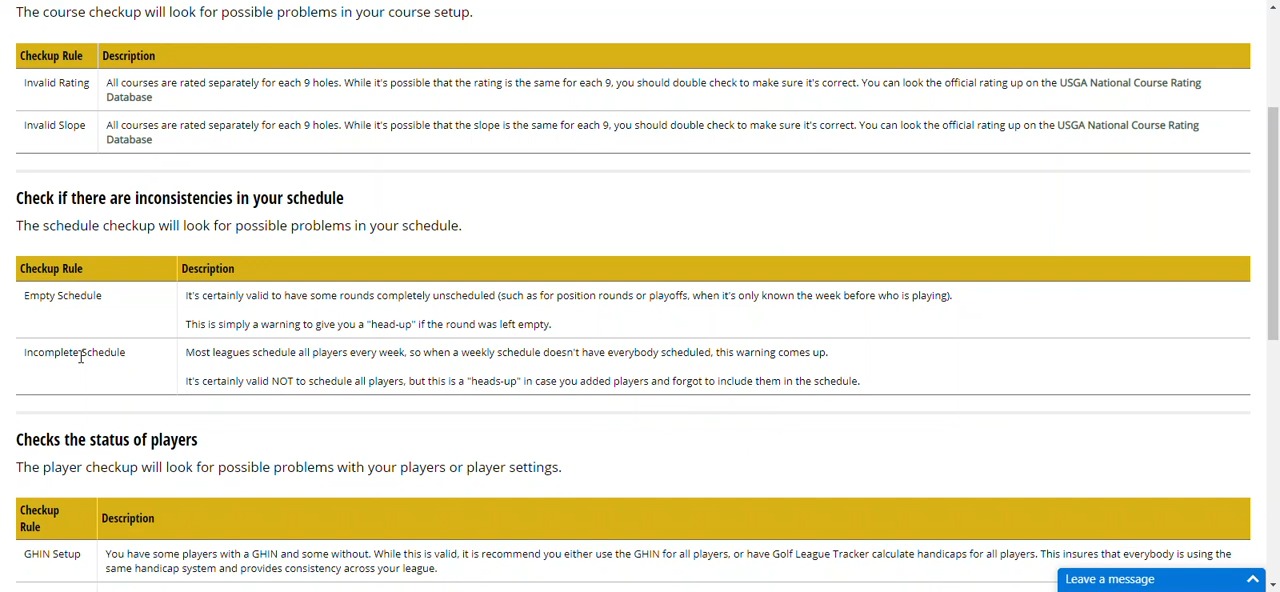 The course checkup will look for possible problems in your course setup.
Checkup Rule Description
Invalid Rating All courses are rated separately for each 9 holes. While it's possible that the rating is the same for each 9, you should double check to make sure it's correct. You can look the official rating up on the USGA National Course Rating
Database
Invalid Slope All courses are rated separately for each 9 holes. While it's possible that the slope is the same for each 9, you should double check to make sure it's correct. You can look the official rating up on the USGA National Course Rating
Database
Check if there are inconsistencies in your schedule
The schedule checkup will look for possible problems in your schedule.
Checkup Rule Description
Empty Schedule It's certainly valid to have some rounds completely unscheduled (such as for position rounds or playoffs, when it's only known the week before who is playing).
This is simply a warning to give you a "head-up" if the round was left empty.
Incomplete Schedule Most leagues schedule all players every week, so when a weekly schedule doesn't have everybody scheduled, this warning comes up.
It's certainly valid NOT to schedule all players, but this is a "heads-up" in case you added players and forgot to include them in the schedule.
Checks the status of players
The player checkup will look for possible problems with your players or player settings.
Checkup
Rule
Description
GHIN Setup You have some players with a GHIN and some without. While this is valid, it is recommend you either use the GHIN for all players, or have Golf League Tracker calculate handicaps for all players. This insures that everybody is using the
same handicap system and provides consistency across your league.
Leave a message